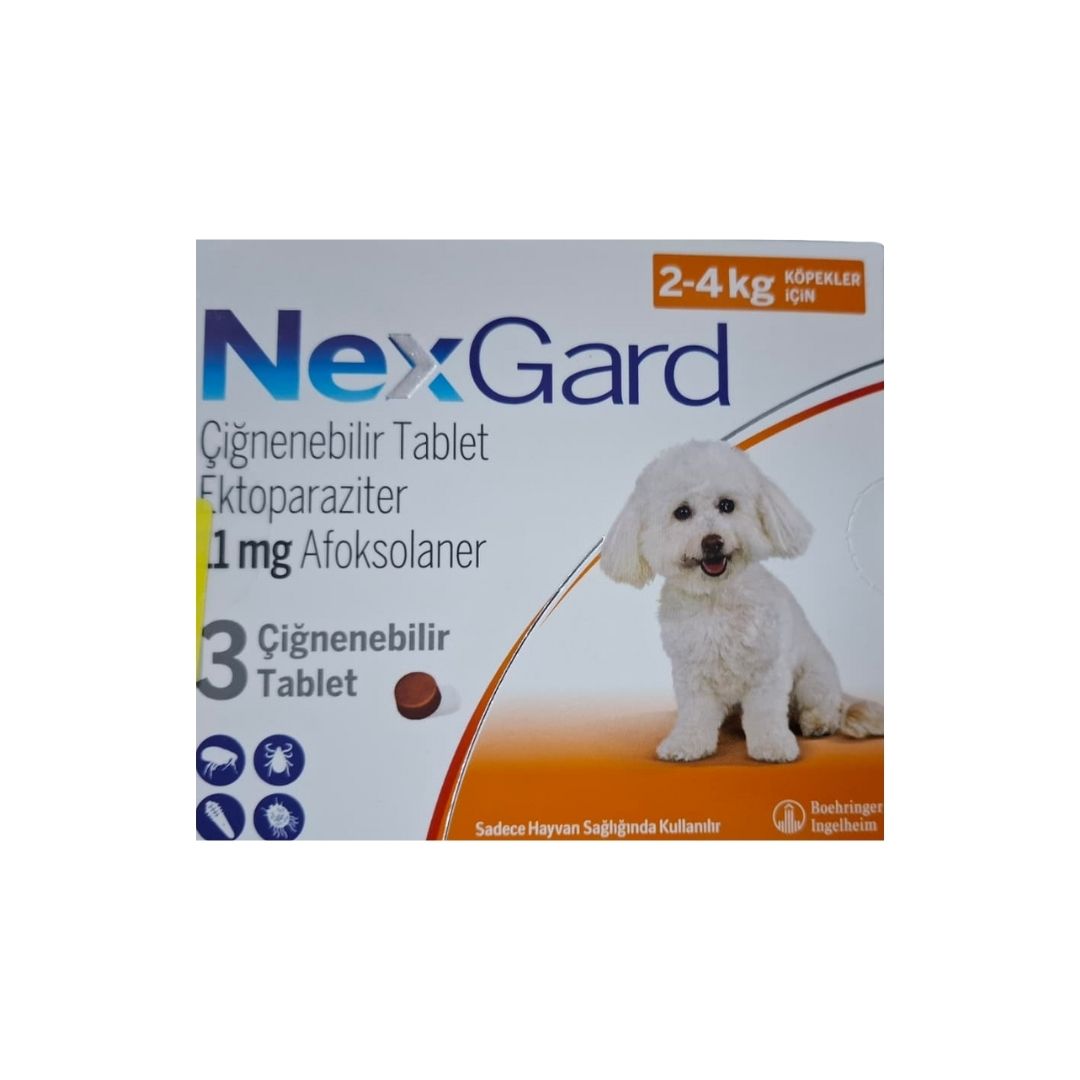 2-4 kg KÖPEKLER
İÇİN
NexGard
Çiğnenebilir Tablet
Ektoparaziter
mg Afoksolaner
3 Çiğnenebilir
Tablet
Sadece Hayvan Sağlığında Kullanılır
Boehringer
Ingelheim